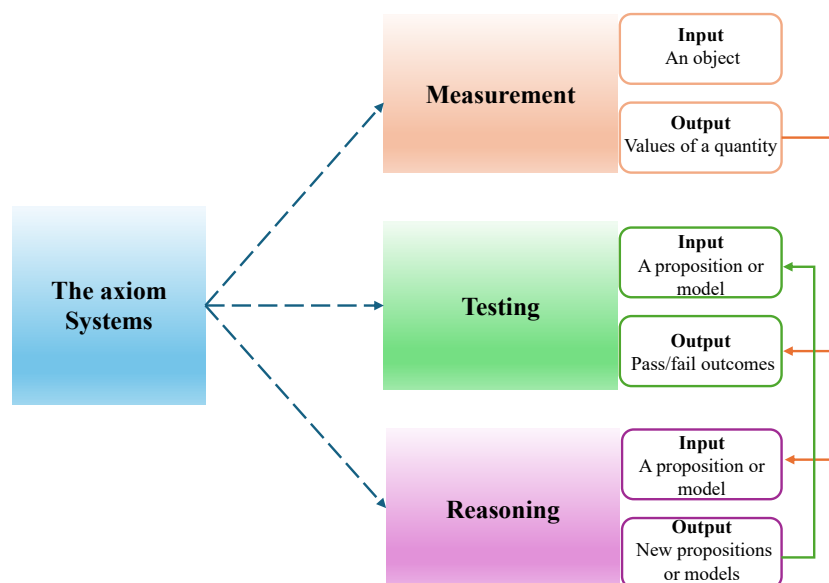 The axiom
Systems
Measurement
Input
An object
Output
Values of a quantity
Testing
Input
A proposition or
model
Output
Pass/fail outcomes
Reasoning
Input
A proposition or
model
Output
New propositions
or models